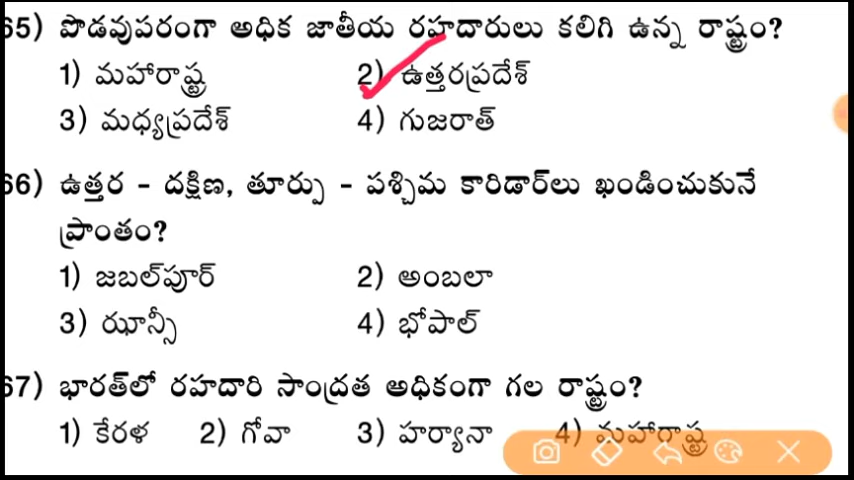 65) పొడవుపరంగా అధిక జాతీయ రహదారులు కలిగి ఉన్న రాష్ట్రం?
1) మహారాష్ట్ర 2) ఉత్తరప్రదేశ్
3) మధ్యప్రదేశ్ 4) గుజరాత్
66) ఉత్తర - దక్షిణ, తూర్పు - పశ్చిమ కారిడార్‌లు ఖండించుకునే
ప్రాంతం?
1) జబల్‌పూర్ 2) అంబలా
3) ఝాన్సీ 4) భోపాల్
67) భారత్‌లో రహదారి సాంద్రత అధికంగా గల రాష్ట్రం?
1) కేరళ 2) గోవా 3) హర్యానా 4) మహారాష్ట్ర